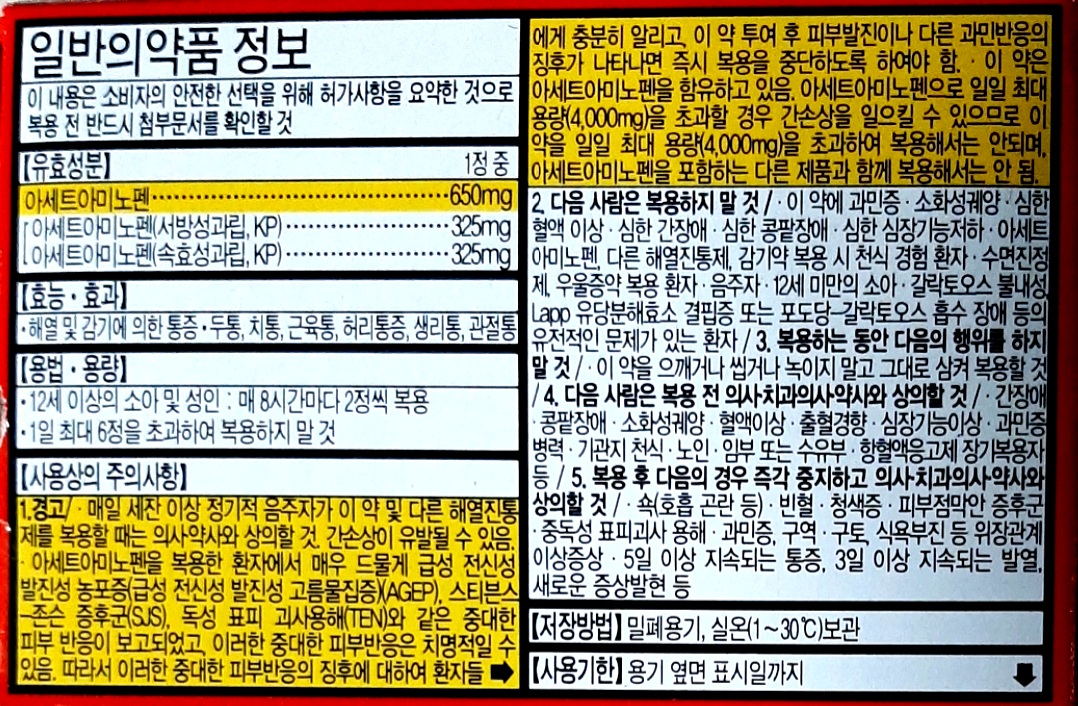 일반의약품 정보
이 내용은 소비자의 안전한 선택을 위해 허가사항을 요약한 것으로
복용 전 반드시 첨부문서를 확인할 것
【유효성분】 1정 중
아세트아미노펜 650mg
아세트아미노펜(서방성과립, KP) 325mg
아세트아미노펜(속효성과립, KP) 325mg
【효능·효과】
·해열 및 감기에 의한 통증·두통, 치통, 근육통, 허리통증, 생리통, 관절통
【용법·용량】
·12세 이상의 소아 및 성인 : 매 8시간마다 2정씩 복용
·1일 최대 6정을 초과하여 복용하지 말 것
【사용상의 주의사항】
1.경고/ · 매일 세잔 이상 정기적 음주자가 이 약 및 다른 해열진통
제를 복용할 때는 의사·약사와 상의할 것. 간손상이 유발될 수 있음.
· 아세트아미노펜을 복용한 환자에서 매우 드물게 급성 전신성
발진성 농포증(급성 전신성 발진성 고름물집증)(AGEP), 스티븐스
-존슨 증후군(SJS), 독성 표피 괴사용해(TEN)와 같은 중대한
피부 반응이 보고되었고, 이러한 중대한 피부반응은 치명적일 수
있음. 따라서 이러한 중대한 피부반응의 징후에 대하여 환자들
에게 충분히 알리고, 이 약 투여 후 피부발진이나 다른 과민반응의
징후가 나타나면 즉시 복용을 중단하도록 하여야 함. · 이 약은
아세트아미노펜을 함유하고 있음. 아세트아미노펜으로 일일 최대
용량(4,000mg)을 초과할 경우 간손상을 일으킬 수 있으므로 이
약을 일일 최대 용량(4,000mg)을 초과하여 복용해서는 안되며,
아세트아미노펜을 포함하는 다른 제품과 함께 복용해서는 안 됨.
2. 다음 사람은 복용하지 말 것 / · 이 약에 과민증 · 소화성궤양 · 심한
혈액 이상 · 심한 간장애 · 심한 콩팥장애 · 심한 심장기능저하 · 아세트
아미노펜, 다른 해열진통제, 감기약 복용 시 천식 경험 환자 · 수면진정
제, 우울증약 복용 환자 · 음주자 · 12세 미만의 소아 · 갈락토오스 불내성,
Lapp 유당분해효소 결핍증 또는 포도당-갈락토오스 흡수 장애 등의
유전적인 문제가 있는 환자 / 3. 복용하는 동안 다음의 행위를 하지
말 것 / · 이 약을 으깨거나 씹거나 녹이지 말고 그대로 삼켜 복용할 것
/ 4. 다음 사람은 복용 전 의사·치과의사·약사와 상의할 것 / · 간장애
· 콩팥장애 · 소화성궤양 · 혈액이상 · 출혈경향 · 심장기능이상 · 과민증
병력 · 기관지 천식 · 노인 · 임부 또는 수유부 · 항혈액응고제 장기복용자
등 / 5. 복용 후 다음의 경우 즉각 중지하고 의사·치과의사·약사와
상의할 것 / · 쇽(호흡 곤란 등) · 빈혈 · 청색증 · 피부점막안 증후군
· 중독성 표피괴사 용해 · 과민증, 구역 · 구토, 식욕부진 등 위장관계
이상증상 · 5일 이상 지속되는 통증, 3일 이상 지속되는 발열,
새로운 증상발현 등
【저장방법】 밀폐용기, 실온(1~30℃)보관
【사용기한】 용기 옆면 표시일까지